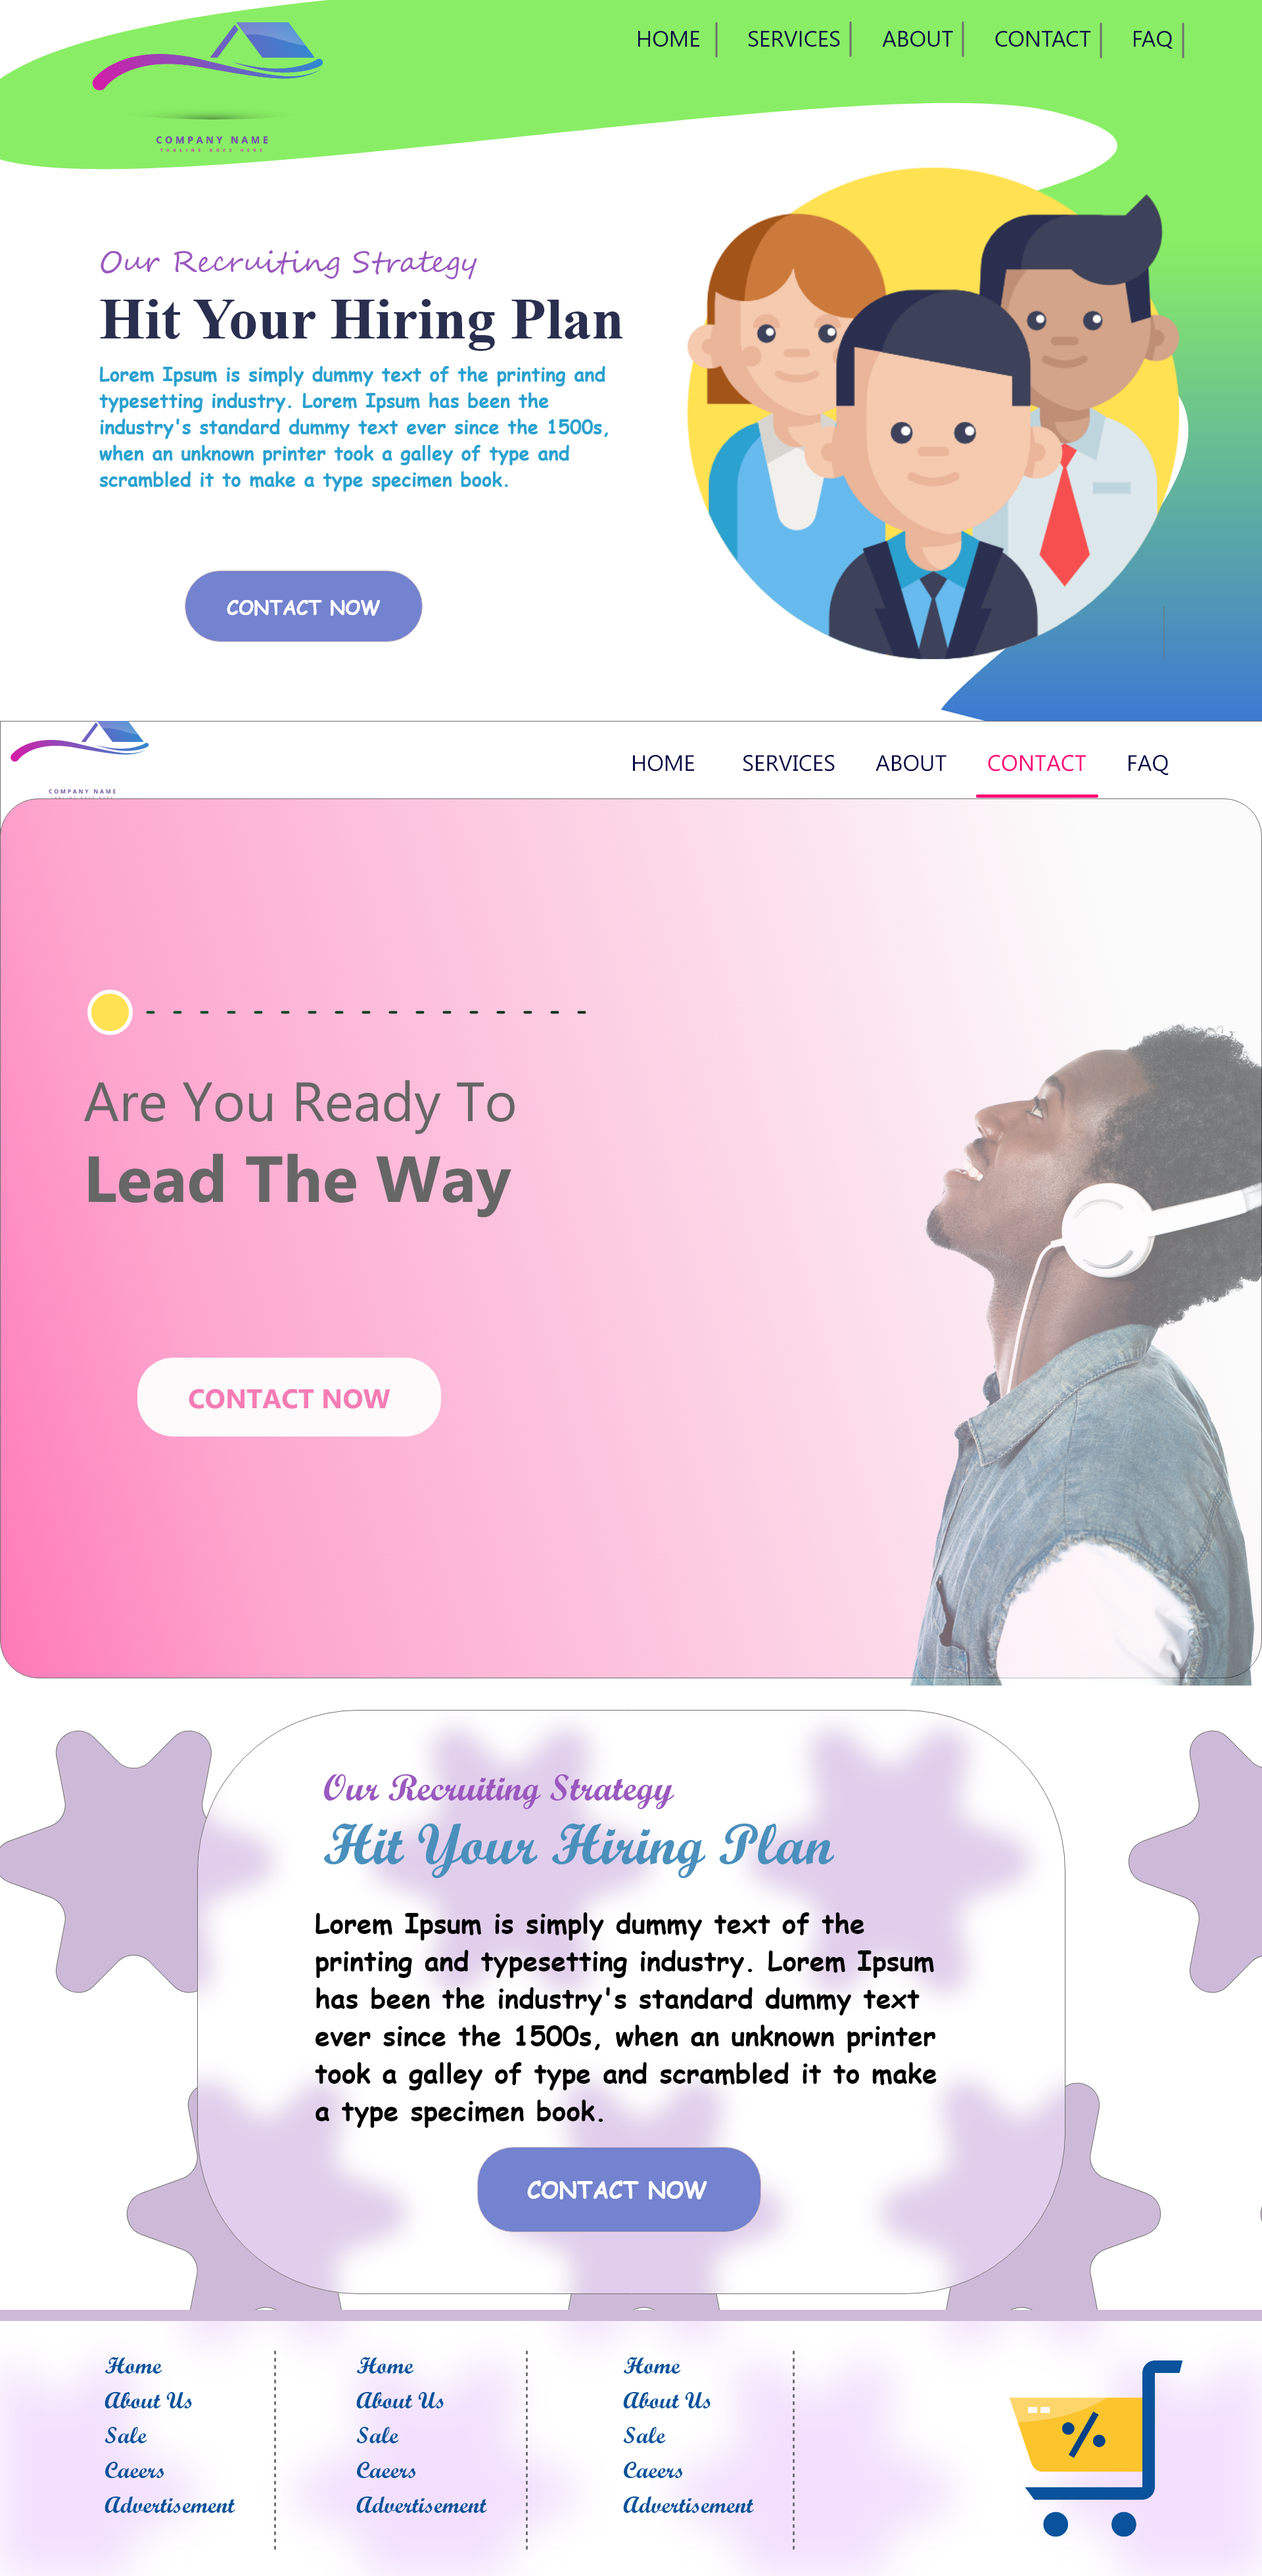 HOME SERVICES ABOUT CONTACT FAQ
COMPANY NAME
TAGLINE GOES HERE
Our Recruiting Strategy
Hit Your Hiring Plan
Lorem Ipsum is simply dummy text of the printing and
typesetting industry. Lorem Ipsum has been the
industry's standard dummy text ever since the 1500s,
when an unknown printer took a galley of type and
scrambled it to make a type specimen book.
CONTACT NOW
HOME SERVICES ABOUT CONTACT FAQ
COMPANY NAME
Are You Ready To
Lead The Way
CONTACT NOW
Our Recruiting Strategy
Hit Your Hiring Plan
Lorem Ipsum is simply dummy text of the
printing and typesetting industry. Lorem Ipsum
has been the industry's standard dummy text
ever since the 1500s, when an unknown printer
took a galley of type and scrambled it to make
a type specimen book.
CONTACT NOW
Home
About Us
Sale
Caeers
Advertisement
Home
About Us
Sale
Caeers
Advertisement
Home
About Us
Sale
Caeers
Advertisement
%